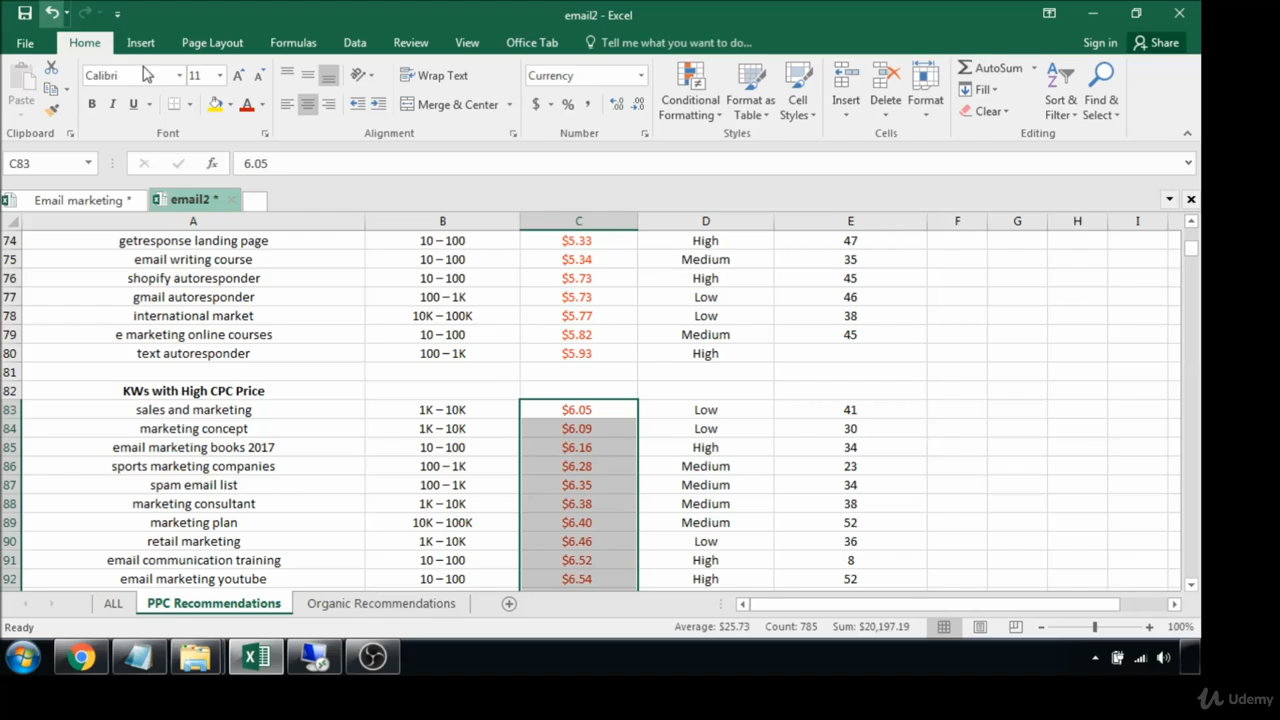 email2 - Excel
File Home Insert Page Layout Formulas Data Review View Office Tab Tell me what you want to do... Sign in Share
Paste Calibri 11 A A Wrap Text Currency Conditional Formatting Format as Table Cell Styles Insert Delete Format AutoSum Fill Clear Sort & Filter Find & Select
B I U A Merge & Center $ % ,
Clipboard Font Alignment Number Styles Cells Editing
C83 fx 6.05
Email marketing * email2 *
A B C D E F G H I
74 getresponse landing page 10 – 100 $5.33 High 47
75 email writing course 10 – 100 $5.34 Medium 35
76 shopify autoresponder 10 – 100 $5.73 High 45
77 gmail autoresponder 100 – 1K $5.73 Low 46
78 international market 10K – 100K $5.77 Low 38
79 e marketing online courses 10 – 100 $5.82 Medium 45
80 text autoresponder 100 – 1K $5.93 High
81
82 KWs with High CPC Price
83 sales and marketing 1K – 10K $6.05 Low 41
84 marketing concept 1K – 10K $6.09 Low 30
85 email marketing books 2017 10 – 100 $6.16 High 34
86 sports marketing companies 100 – 1K $6.28 Medium 23
87 spam email list 100 – 1K $6.35 Medium 34
88 marketing consultant 1K – 10K $6.38 Medium 38
89 marketing plan 10K – 100K $6.40 Medium 52
90 retail marketing 1K – 10K $6.46 Low 36
91 email communication training 10 – 100 $6.52 High 8
92 email marketing youtube 10 – 100 $6.54 High 52
ALL PPC Recommendations Organic Recommendations
Ready Average: $25.73 Count: 785 Sum: $20,197.19 100%
Udemy